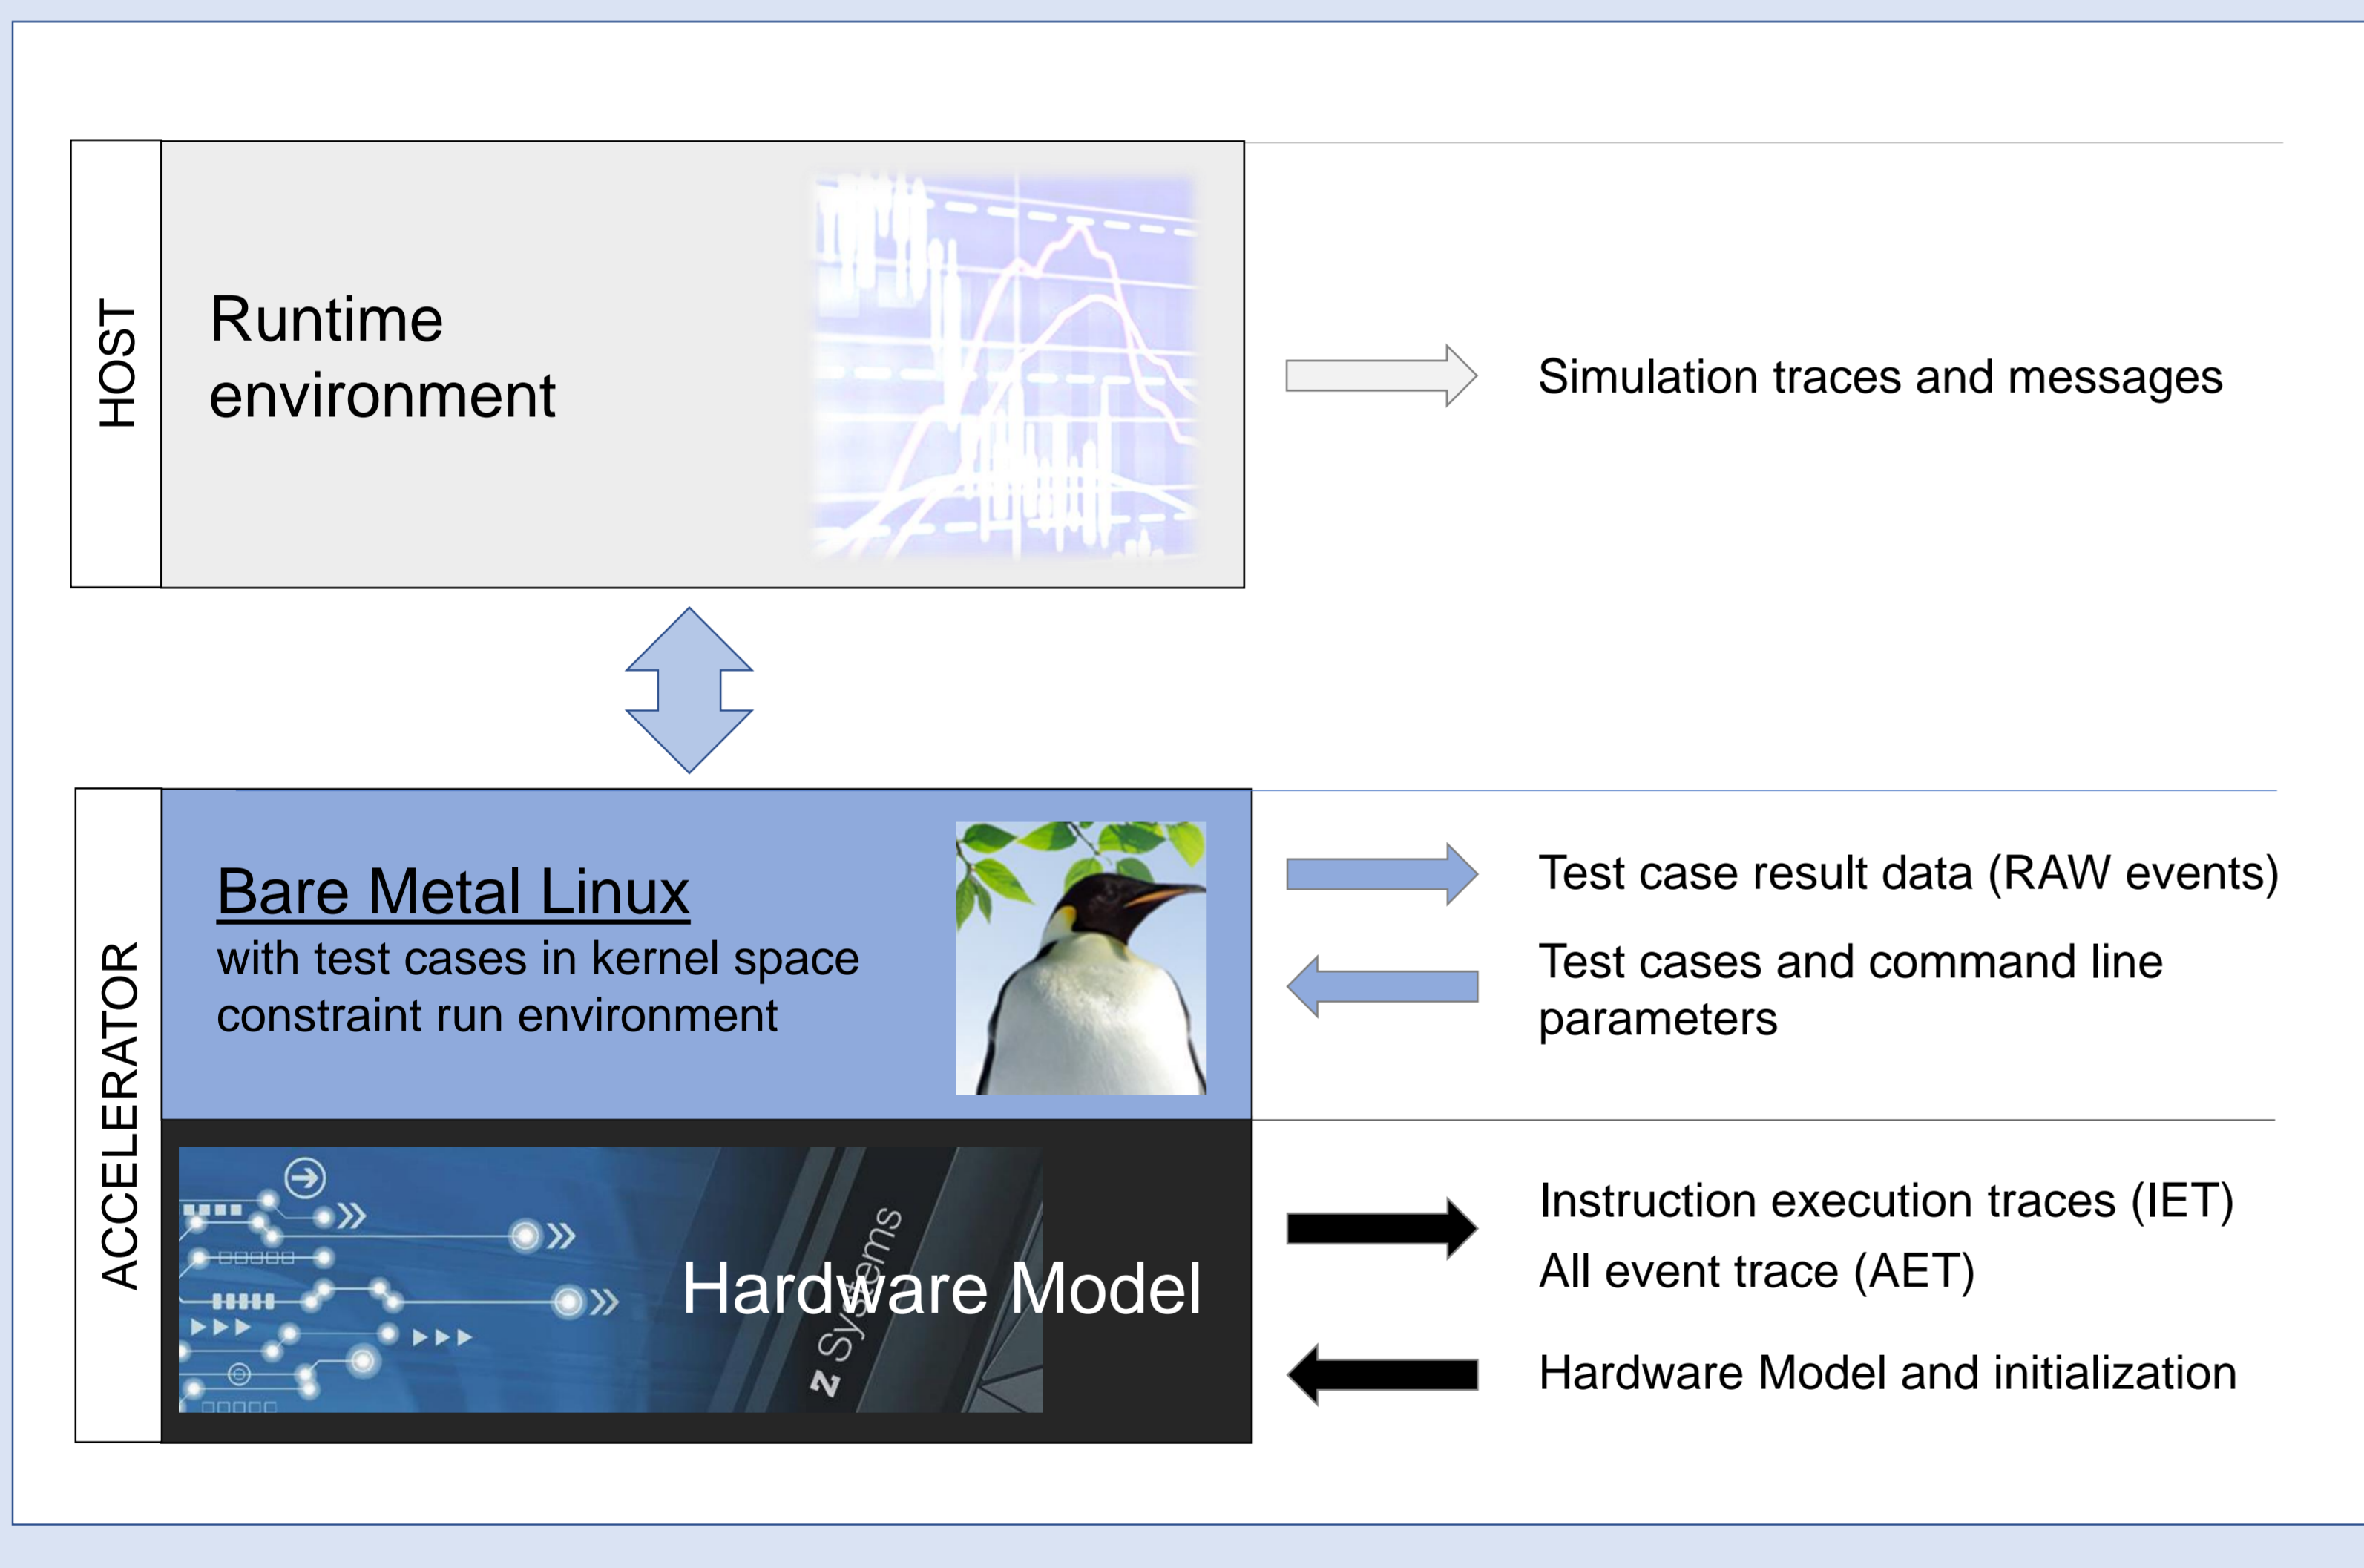 HOST
Runtime
environment
Simulation traces and messages
ACCELERATOR
Bare Metal Linux
with test cases in kernel space
constraint run environment
Test case result data (RAW events)
Test cases and command line
parameters
z Systems
Hardware Model
Instruction execution traces (IET)
All event trace (AET)
Hardware Model and initialization